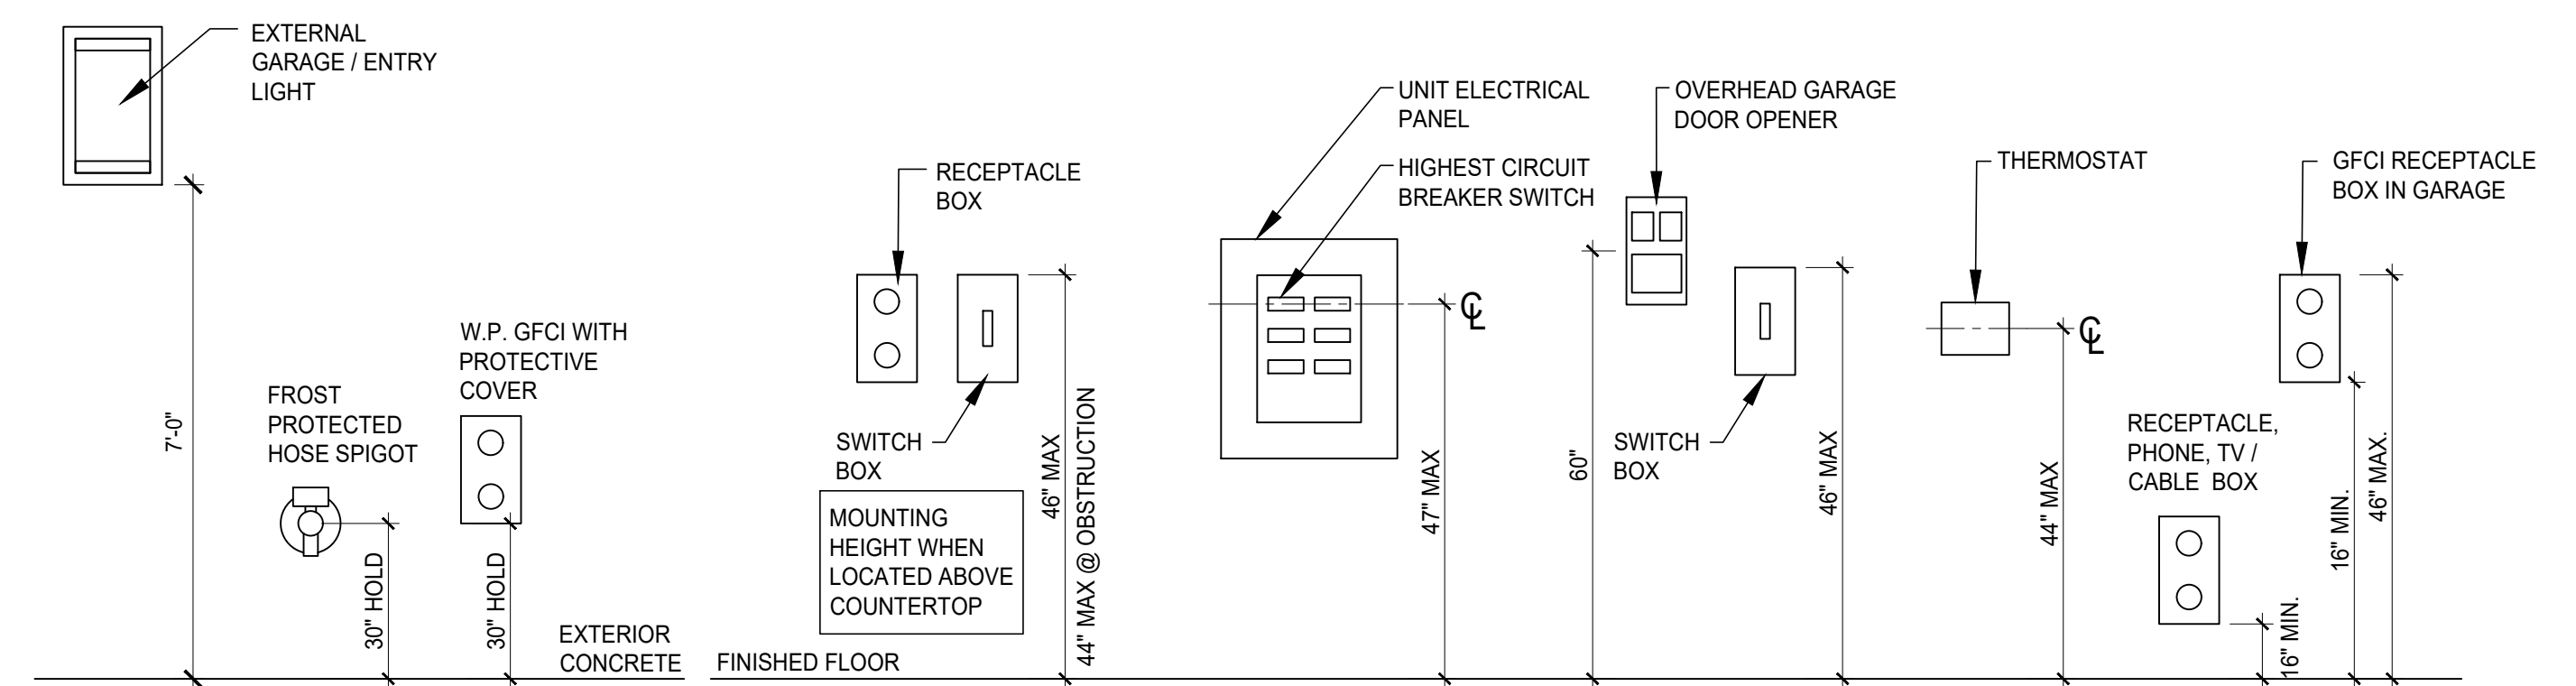 EXTERNAL
GARAGE / ENTRY
LIGHT
7'-0"
FROST
PROTECTED
HOSE SPIGOT
30" HOLD
W.P. GFCI WITH
PROTECTIVE
COVER
30" HOLD
EXTERIOR
CONCRETE
FINISHED FLOOR
RECEPTACLE
BOX
SWITCH
BOX
MOUNTING
HEIGHT WHEN
LOCATED ABOVE
COUNTERTOP
46" MAX
44" MAX @ OBSTRUCTION
UNIT ELECTRICAL
PANEL
HIGHEST CIRCUIT
BREAKER SWITCH
℄
47" MAX
OVERHEAD GARAGE
DOOR OPENER
60"
SWITCH
BOX
46" MAX
THERMOSTAT
℄
44" MAX
RECEPTACLE,
PHONE, TV /
CABLE BOX
16" MIN.
GFCI RECEPTACLE
BOX IN GARAGE
16" MIN.
46" MAX.